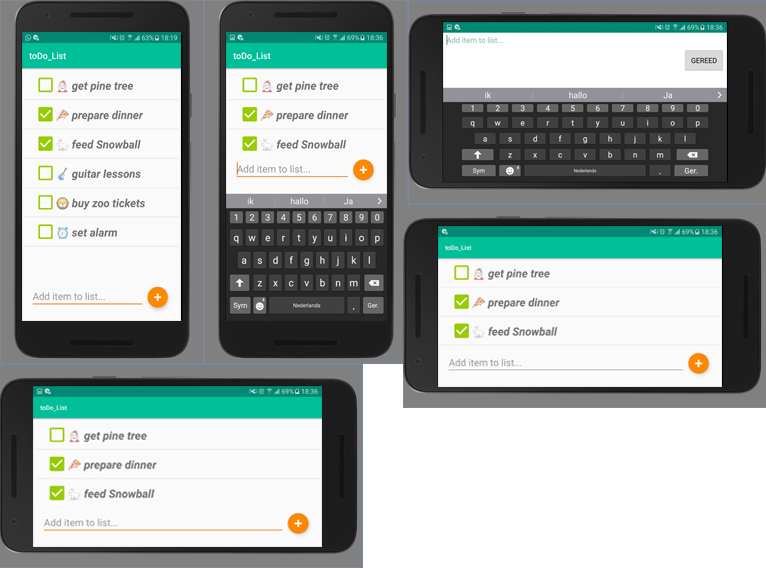 63% 18:19
toDo_List
get pine tree
prepare dinner
feed Snowball
guitar lessons
buy zoo tickets
set alarm
Add item to list...
69% 18:36
toDo_List
get pine tree
prepare dinner
feed Snowball
Add item to list...
ik hallo Ja
1 2 3 4 5 6 7 8 9 0
q w e r t y u i o p
a s d f g h j k l
z x c v b n m
Sym Nederlands . Ger.
69% 18:36
Add item to list...
GEREED
ik hallo Ja
1 2 3 4 5 6 7 8 9 0
q w e r t y u i o p
a s d f g h j k l
z x c v b n m
Sym Nederlands . Ger.
69% 18:36
toDo_List
get pine tree
prepare dinner
feed Snowball
Add item to list...
69% 18:36
toDo_List
get pine tree
prepare dinner
feed Snowball
Add item to list...